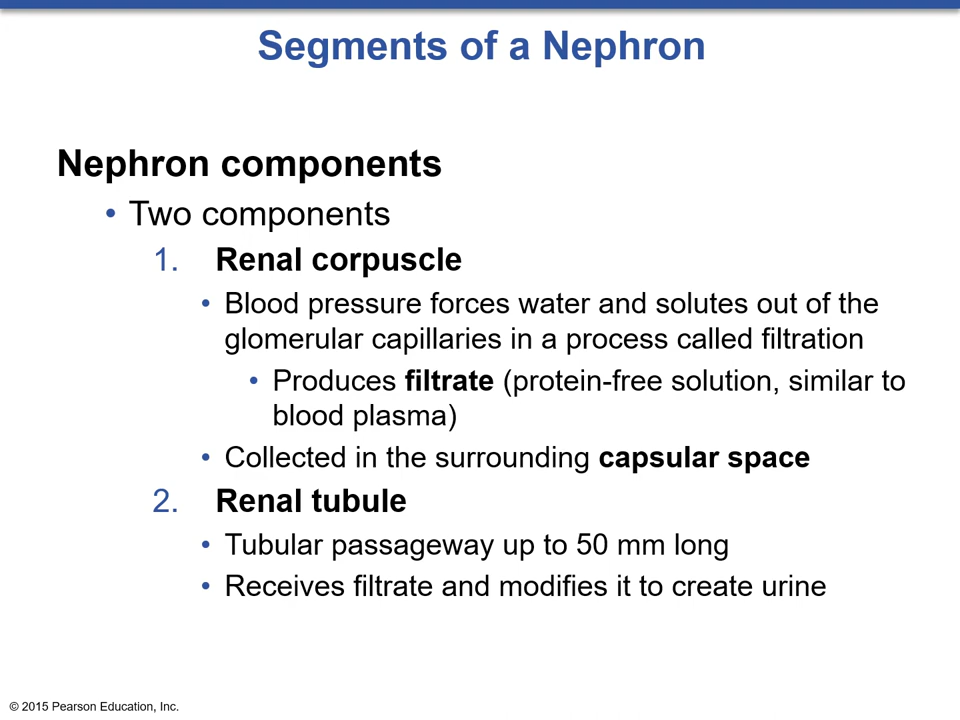 Segments of a Nephron
Nephron components
• Two components
1. Renal corpuscle
• Blood pressure forces water and solutes out of the
glomerular capillaries in a process called filtration
• Produces filtrate (protein-free solution, similar to
blood plasma)
• Collected in the surrounding capsular space
2. Renal tubule
• Tubular passageway up to 50 mm long
• Receives filtrate and modifies it to create urine
© 2015 Pearson Education, Inc.